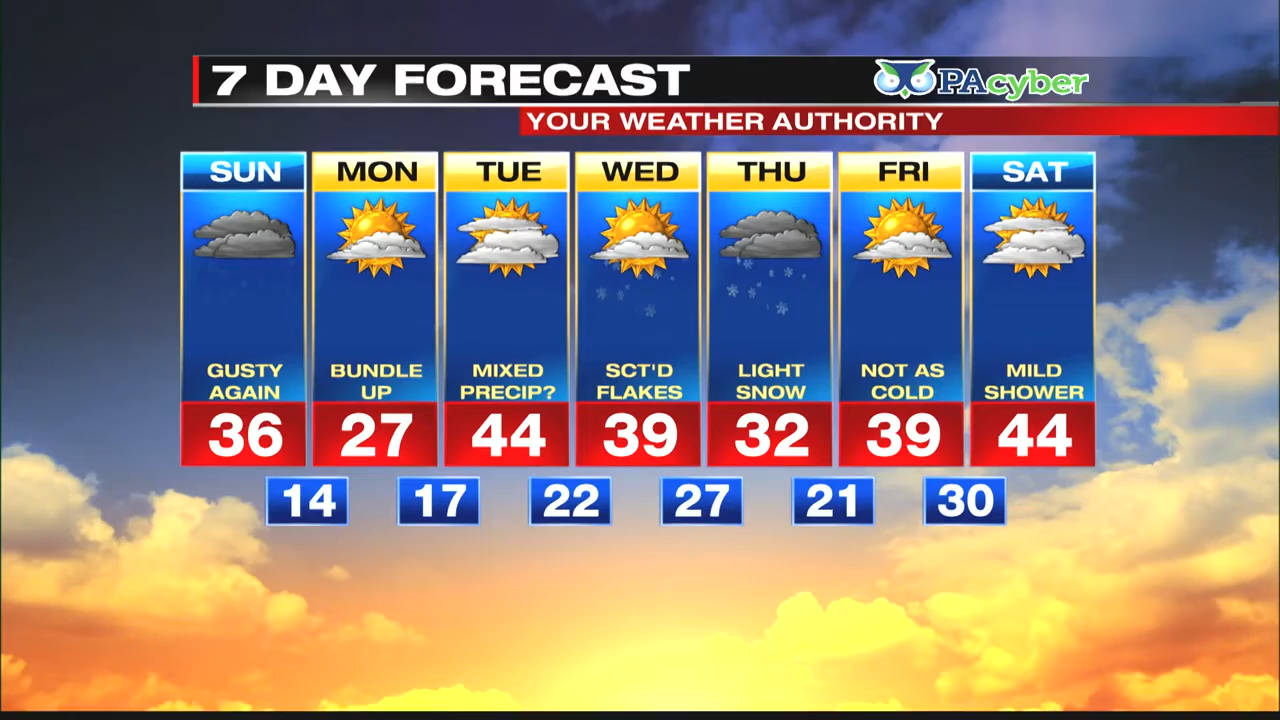 7 DAY FORECAST
PAcyber
YOUR WEATHER AUTHORITY
SUN MON TUE WED THU FRI SAT
GUSTY BUNDLE MIXED SCT'D LIGHT NOT AS MILD
AGAIN UP PRECIP? FLAKES SNOW COLD SHOWER
36 27 44 39 32 39 44
14 17 22 27 21 30